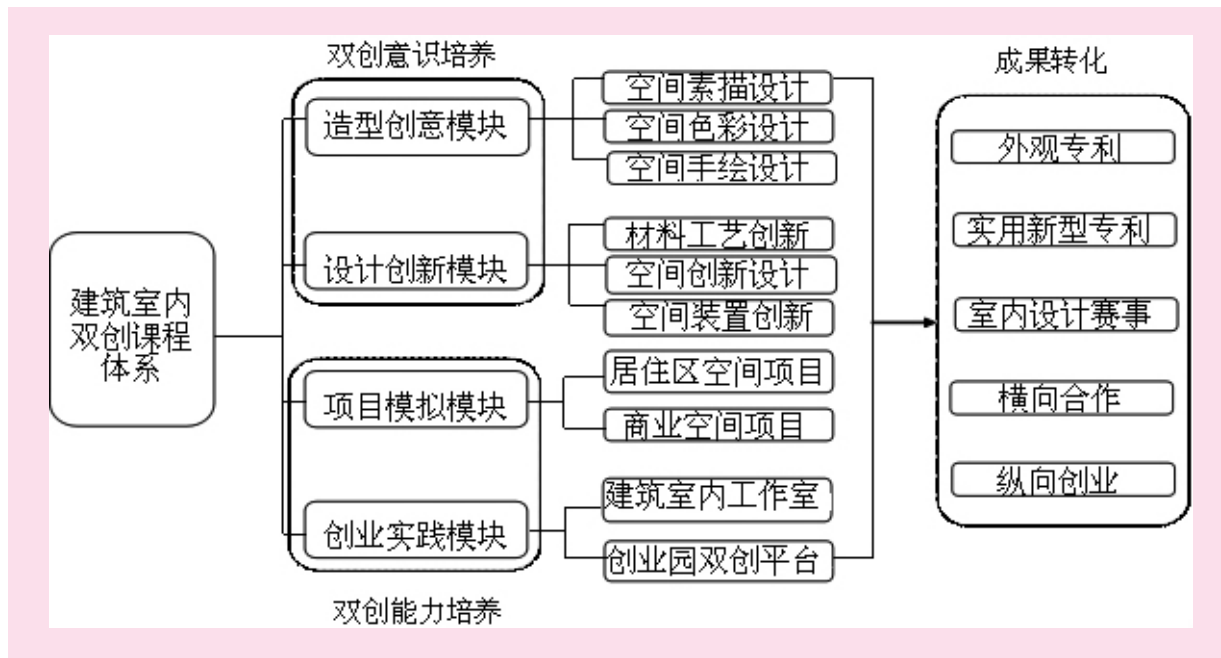 双创意识培养
成果转化
造型创意模块
空间素描设计
空间色彩设计
空间手绘设计
设计创新模块
材料工艺创新
空间创新设计
空间装置创新
建筑室内
双创课程
体系
项目模拟模块
居住区空间项目
商业空间项目
创业实践模块
建筑室内工作室
创业园双创平台
双创能力培养
外观专利
实用新型专利
室内设计赛事
横向合作
纵向创业